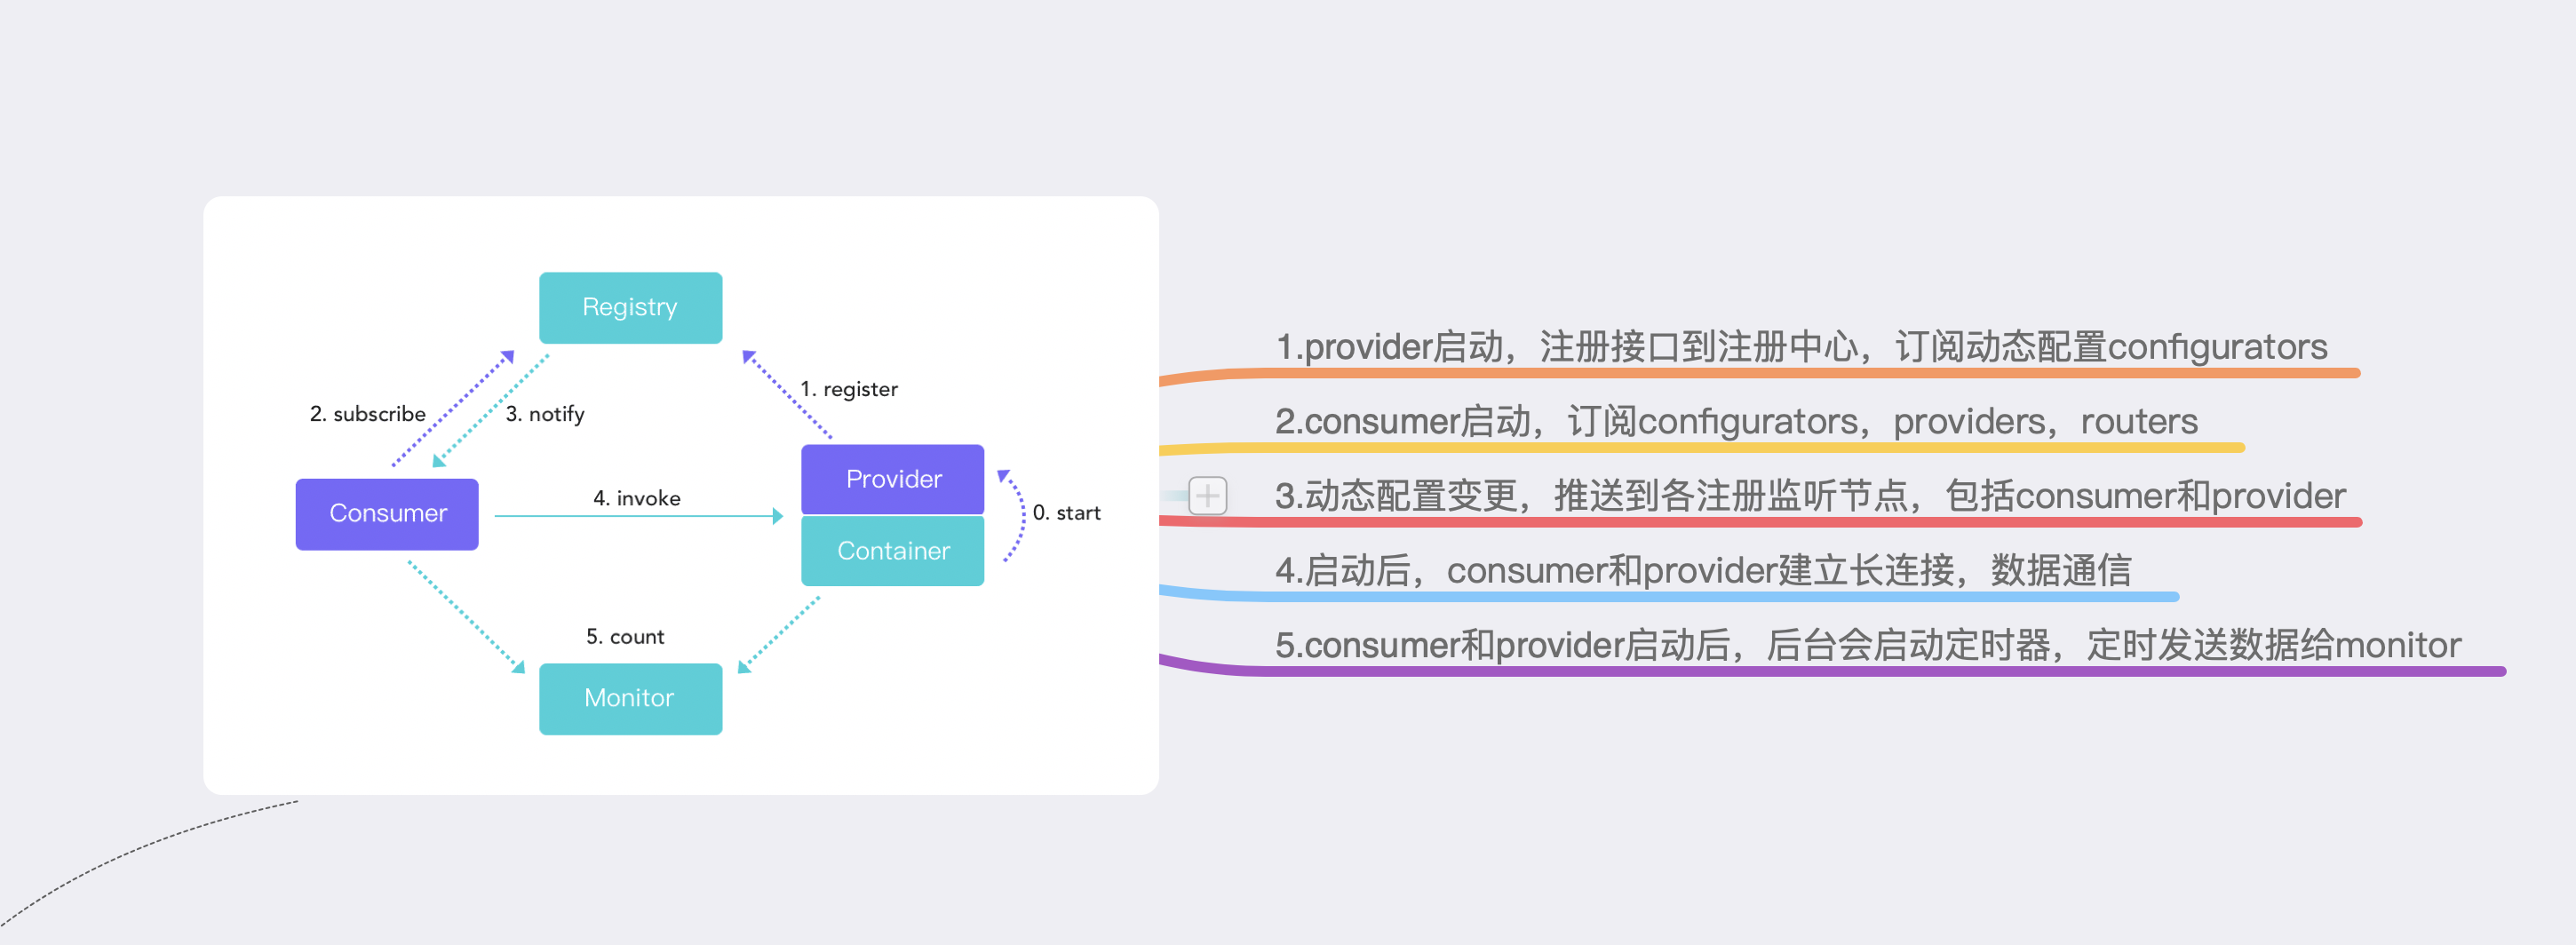 Registry
2. subscribe
3. notify
1. register
Consumer
4. invoke
Provider
Container
0. start
5. count
Monitor
1.provider启动，注册接口到注册中心，订阅动态配置configurators
2.consumer启动，订阅configurators，providers，routers
3.动态配置变更，推送到各注册监听节点，包括consumer和provider
4.启动后，consumer和provider建立长连接，数据通信
5.consumer和provider启动后，后台会启动定时器，定时发送数据给monitor